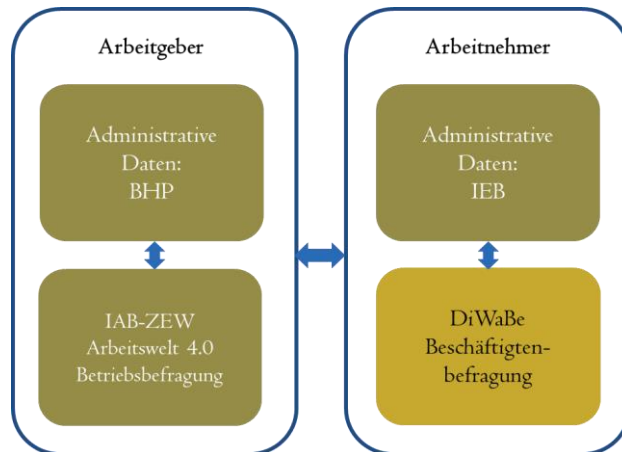 Arbeitgeber
Administrative
Daten:
BHP
IAB-ZEW
Arbeitswelt 4.0
Betriebsbefragung
Arbeitnehmer
Administrative
Daten:
IEB
DiWaBe
Beschäftigten-
befragung